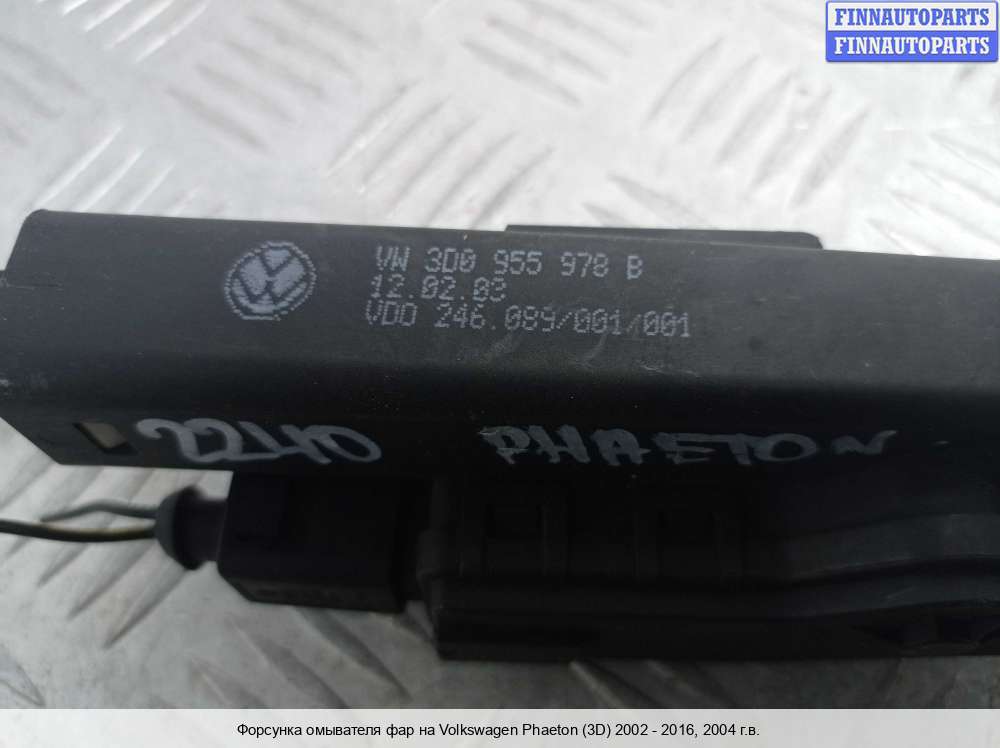 FINNAUTOPARTS
FINNAUTOPARTS
VW 3D0 955 978 B
12.02.03
VDO 246.089/001/001
22410 PHAETON
Форсунка омывателя фар на Volkswagen Phaeton (3D) 2002 - 2016, 2004 г.в.